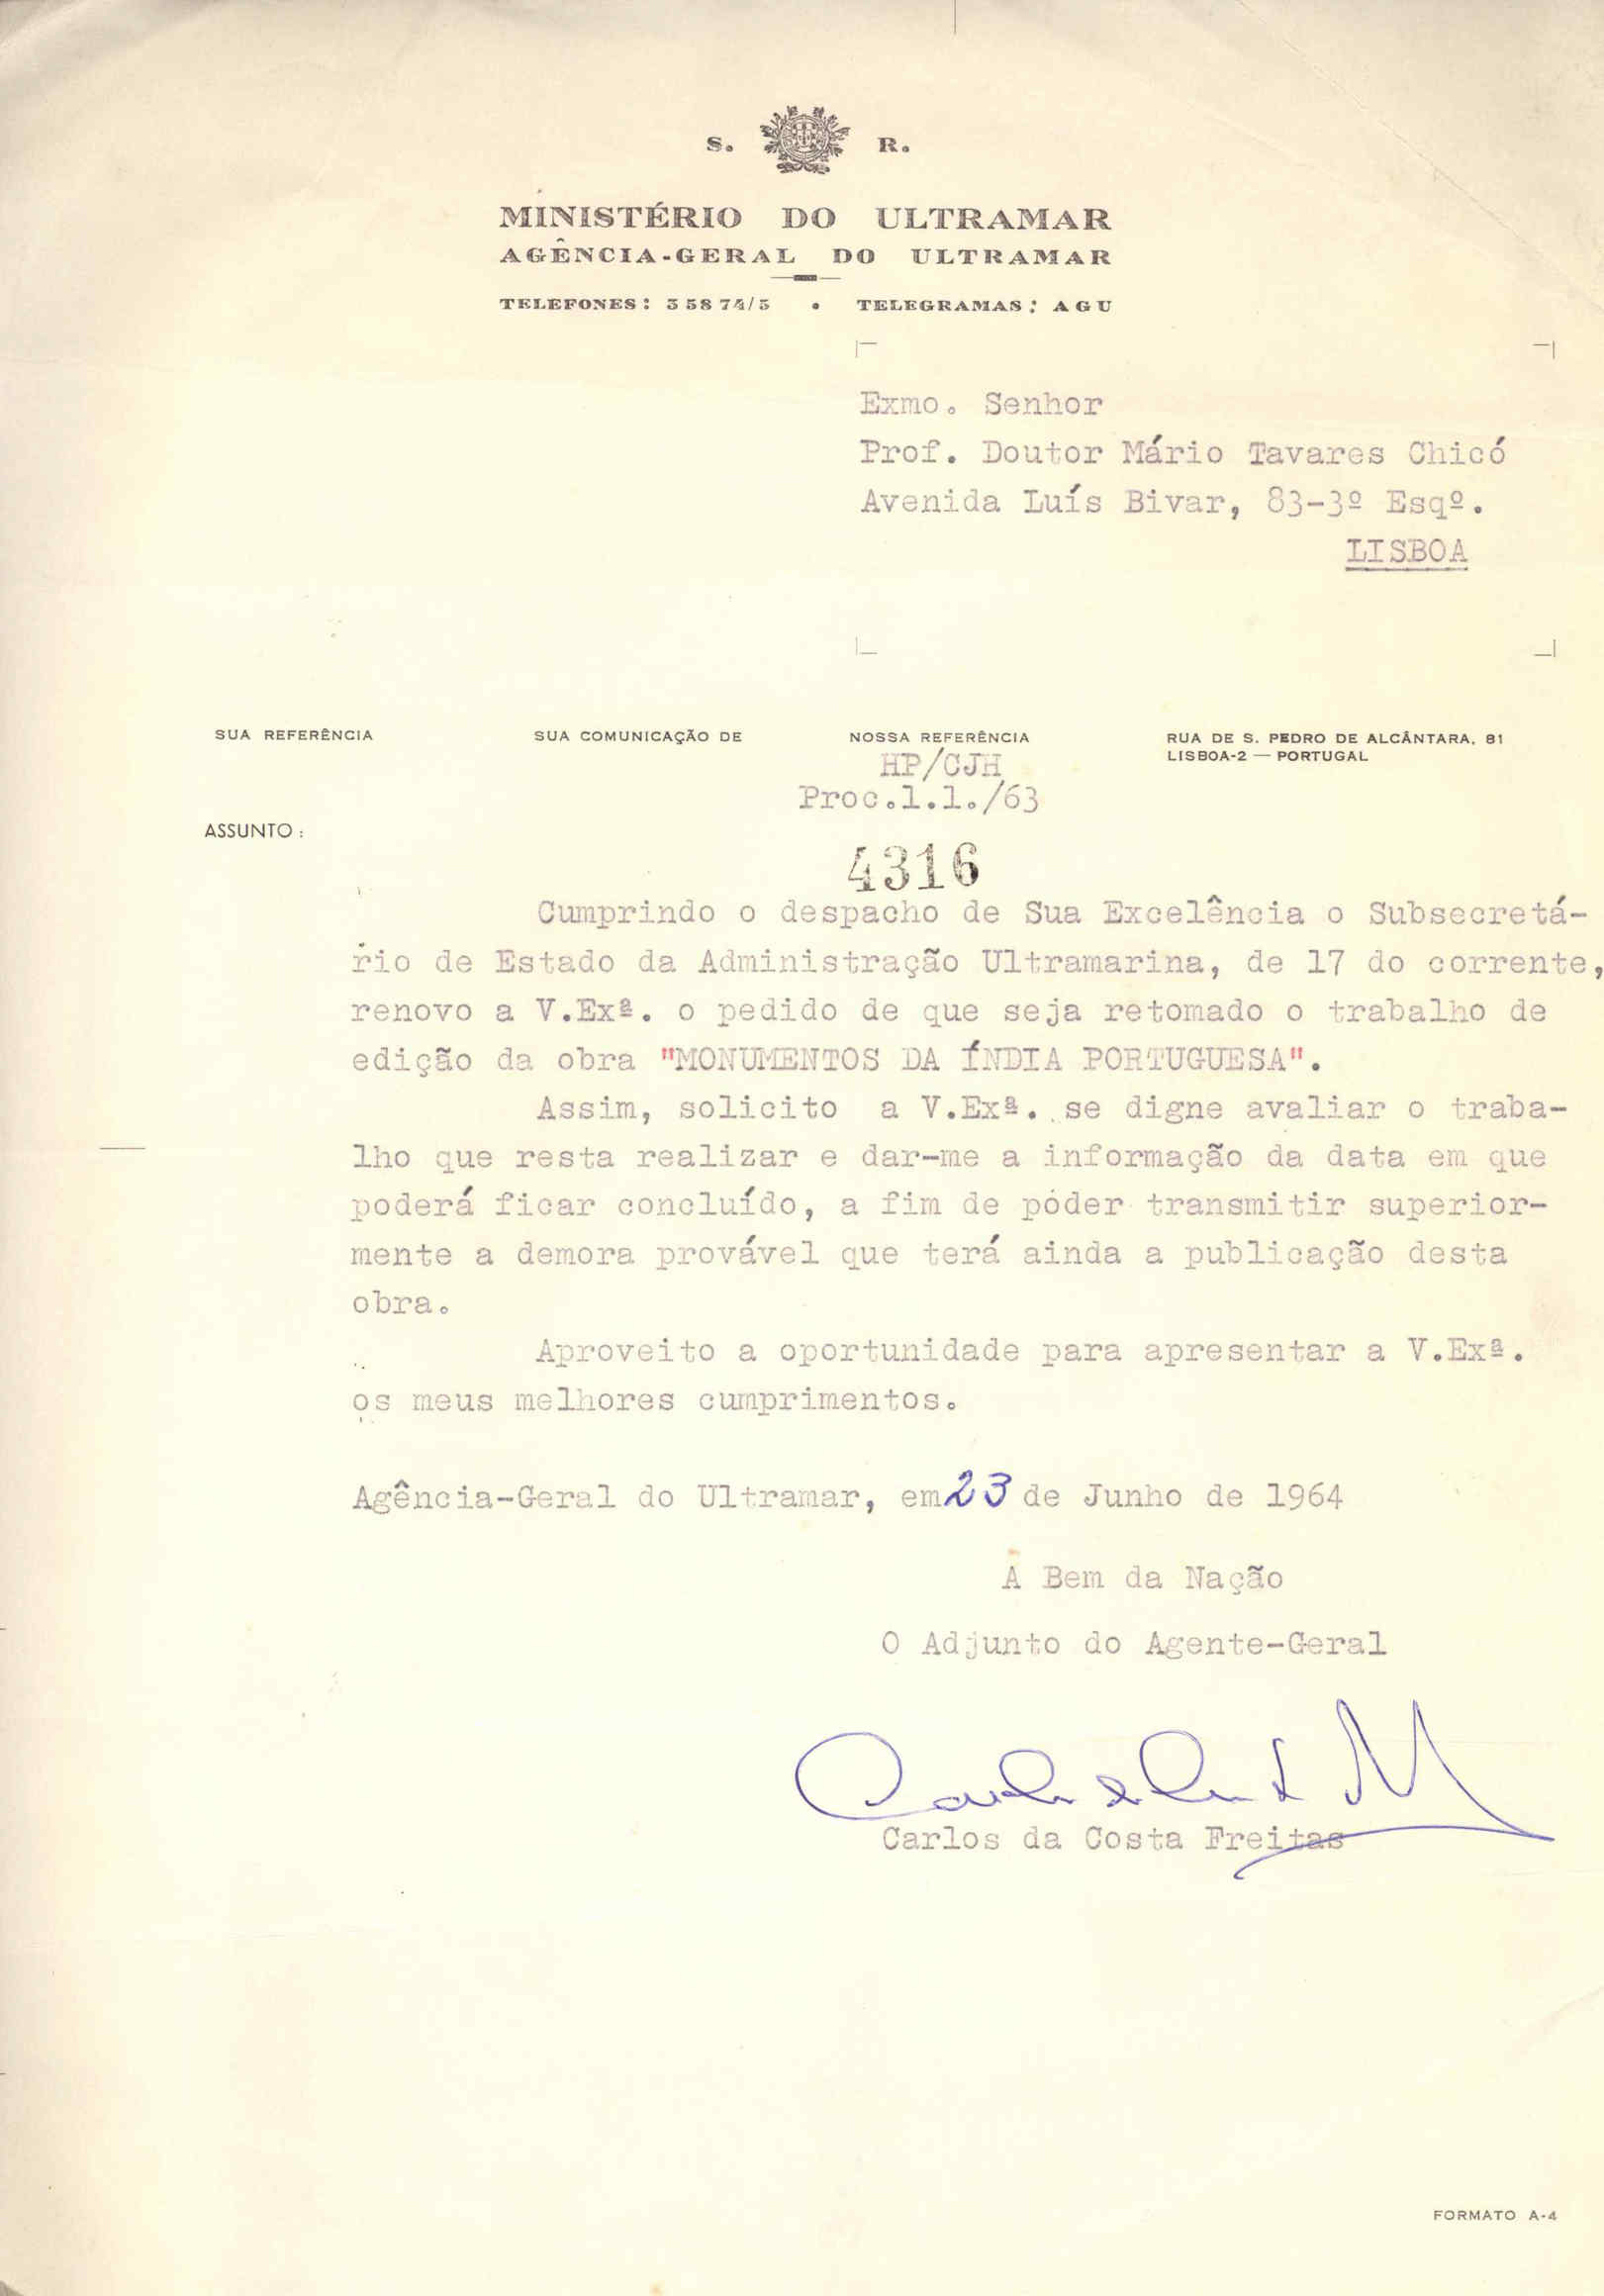 S. R.
MINISTÉRIO DO ULTRAMAR
AGÊNCIA-GERAL DO ULTRAMAR
TELEFONES: 3 58 74/5 • TELEGRAMAS: AGU
Exmo. Senhor
Prof. Doutor Mário Tavares Chicó
Avenida Luís Bivar, 83-3º Esqº.
LISBOA
SUA REFERÊNCIA SUA COMUNICAÇÃO DE NOSSA REFERÊNCIA RUA DE S. PEDRO DE ALCÂNTARA, 81
LISBOA-2 — PORTUGAL
HP/CJH
Proc.1.1./63
ASSUNTO:
4316
Cumprindo o despacho de Sua Excelência o Subsecretá-
rio de Estado da Administração Ultramarina, de 17 do corrente,
renovo a V.Exª. o pedido de que seja retomado o trabalho de
edição da obra "MONUMENTOS DA ÍNDIA PORTUGUESA".
Assim, solicito a V.Exª. se digne avaliar o traba-
lho que resta realizar e dar-me a informação da data em que
poderá ficar concluído, a fim de poder transmitir superior-
mente a demora provável que terá ainda a publicação desta
obra.
Aproveito a oportunidade para apresentar a V.Exª.
os meus melhores cumprimentos.
Agência-Geral do Ultramar, em 23 de Junho de 1964
A Bem da Nação
O Adjunto do Agente-Geral
Carlos da Costa Freitas
FORMATO A-4